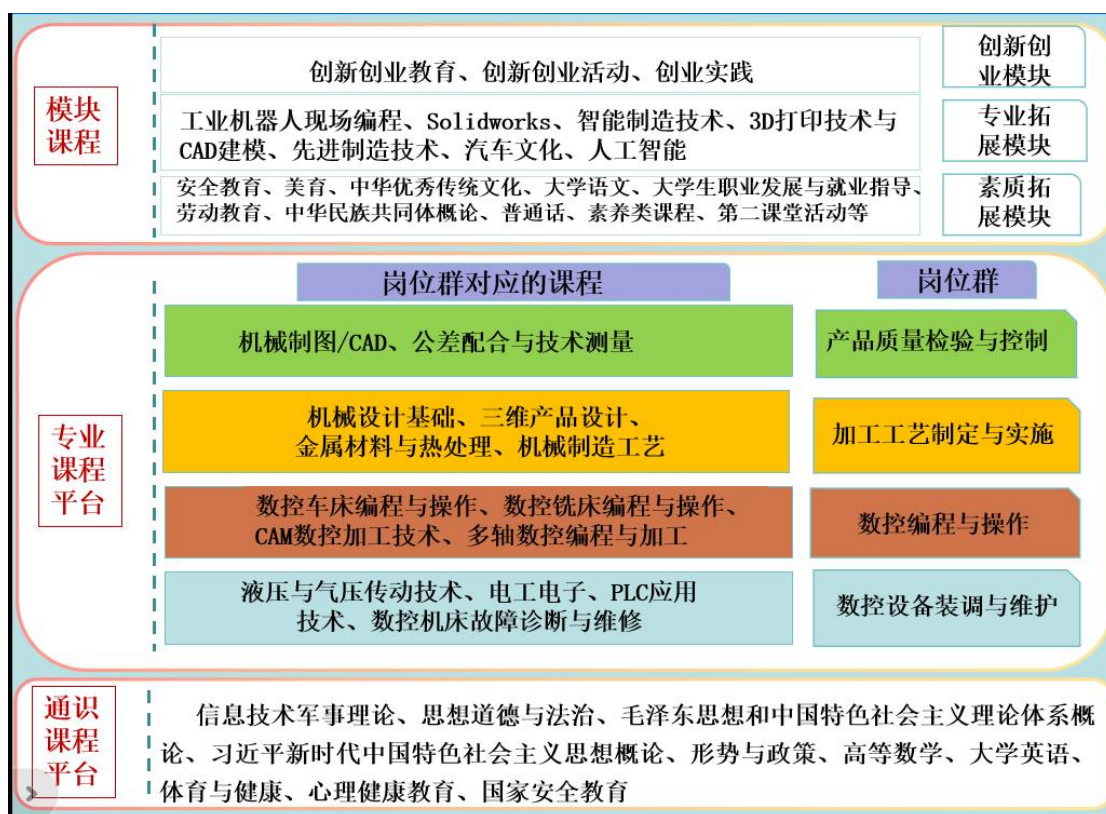 创新创业教育、创新创业活动、创业实践
创新创
业模块
模块
课程
工业机器人现场编程、Solidworks、智能制造技术、3D打印技术与
CAD建模、先进制造技术、汽车文化、人工智能
专业拓
展模块
安全教育、美育、中华优秀传统文化、大学语文、大学生职业发展与就业指导、
劳动教育、中华民族共同体概论、普通话、素养类课程、第二课堂活动等
素质拓
展模块
岗位群对应的课程
岗位群
机械制图/CAD、公差配合与技术测量
产品质量检验与控制
专业
课程
平台
机械设计基础、三维产品设计、
金属材料与热处理、机械制造工艺
加工工艺制定与实施
数控车床编程与操作、数控铣床编程与操作、
CAM数控加工技术、多轴数控编程与加工
数控编程与操作
液压与气压传动技术、电工电子、PLC应用
技术、数控机床故障诊断与维修
数控设备装调与维护
通识
课程
平台
信息技术军事理论、思想道德与法治、毛泽东思想和中国特色社会主义理论体系概
论、习近平新时代中国特色社会主义思想概论、形势与政策、高等数学、大学英语、
体育与健康、心理健康教育、国家安全教育